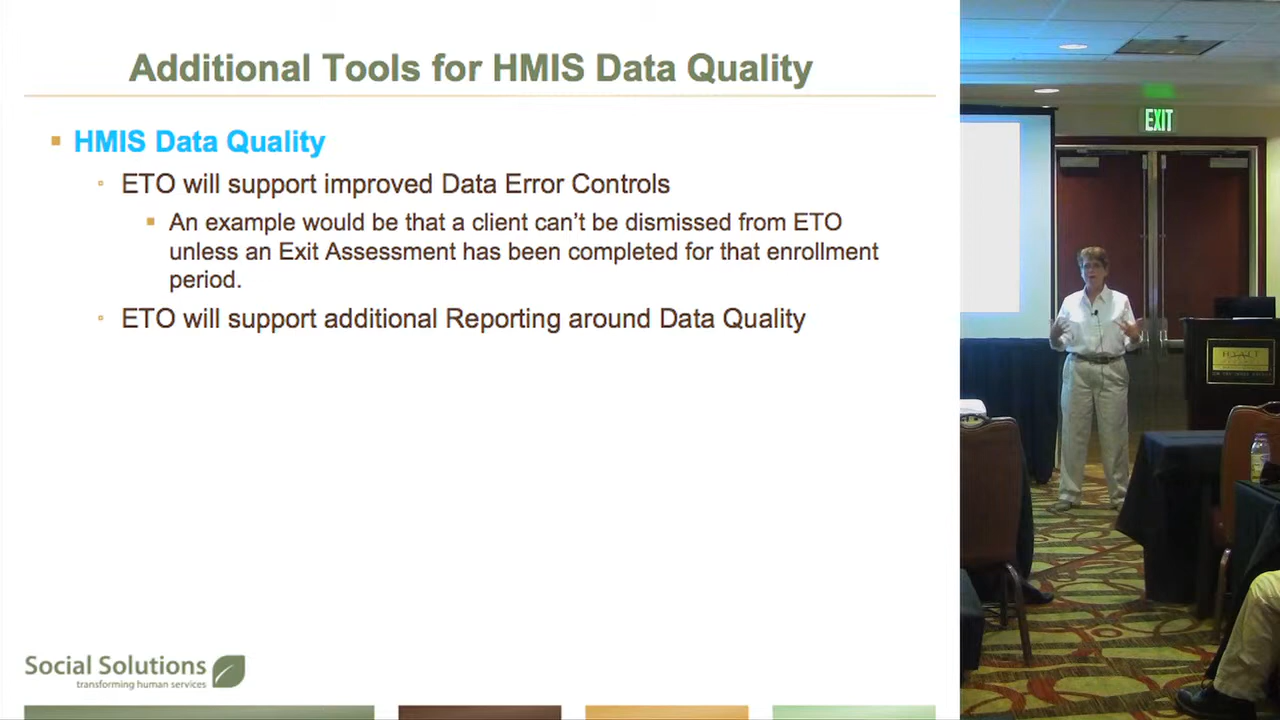 Additional Tools for HMIS Data Quality
HMIS Data Quality
ETO will support improved Data Error Controls
An example would be that a client can't be dismissed from ETO
unless an Exit Assessment has been completed for that enrollment
period.
ETO will support additional Reporting around Data Quality
Social Solutions
transforming human services
EXIT
HYATT